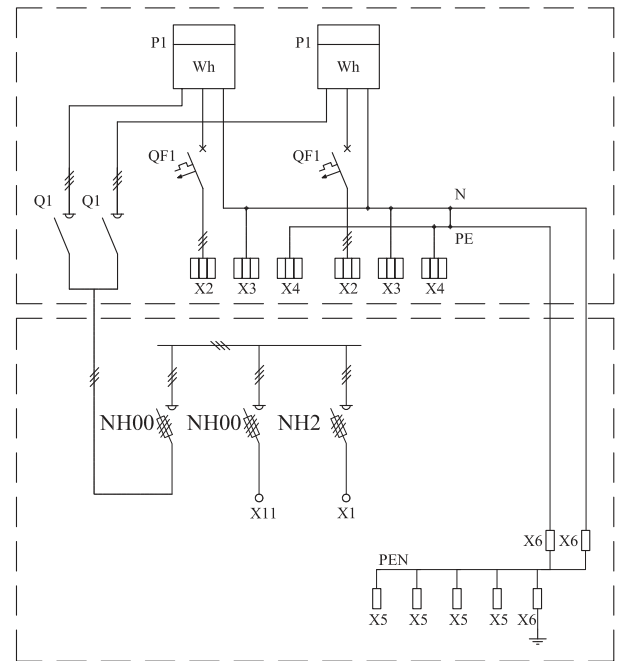 P1 P1
Wh Wh
QF1 QF1
Q1 Q1 N
PE
X2 X3 X4 X2 X3 X4
NH00 NH00 NH2
X11 X1
X6 X6
PEN
X5 X5 X5 X5 X6